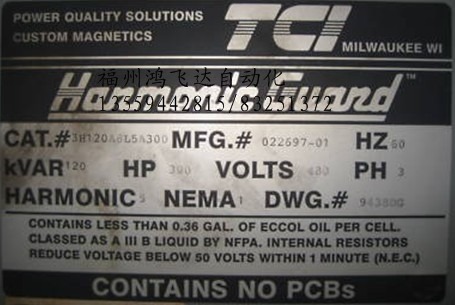 POWER QUALITY SOLUTIONS
CUSTOM MAGNETICS
TCI
MILWAUKEE WI
福州鸿飞达自动化
Harmonic Guard™
13559442815/83251372
CAT.# MFG.# 022697-01 HZ 60
kVAR 120 HP 300 VOLTS 480 PH 3
HARMONIC 5 NEMA 1 DWG.#
CONTAINS LESS THAN 0.36 GAL. OF ECCOL OIL PER CELL.
CLASSED AS A III B LIQUID BY NFPA. INTERNAL RESISTORS
REDUCE VOLTAGE BELOW 50 VOLTS WITHIN 1 MINUTE (N.E.C.)
CONTAINS NO PCBs